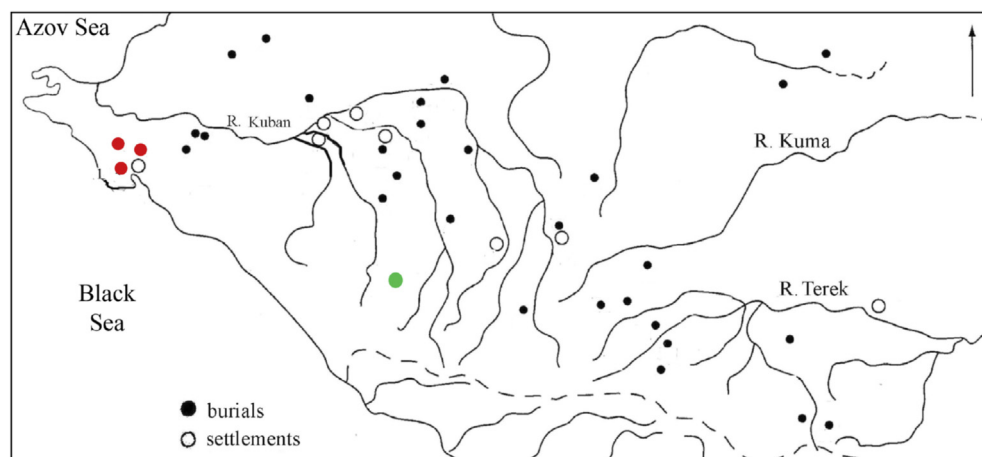 Azov Sea
R. Kuban
R. Kuma
R. Terek
Black
Sea
burials
settlements